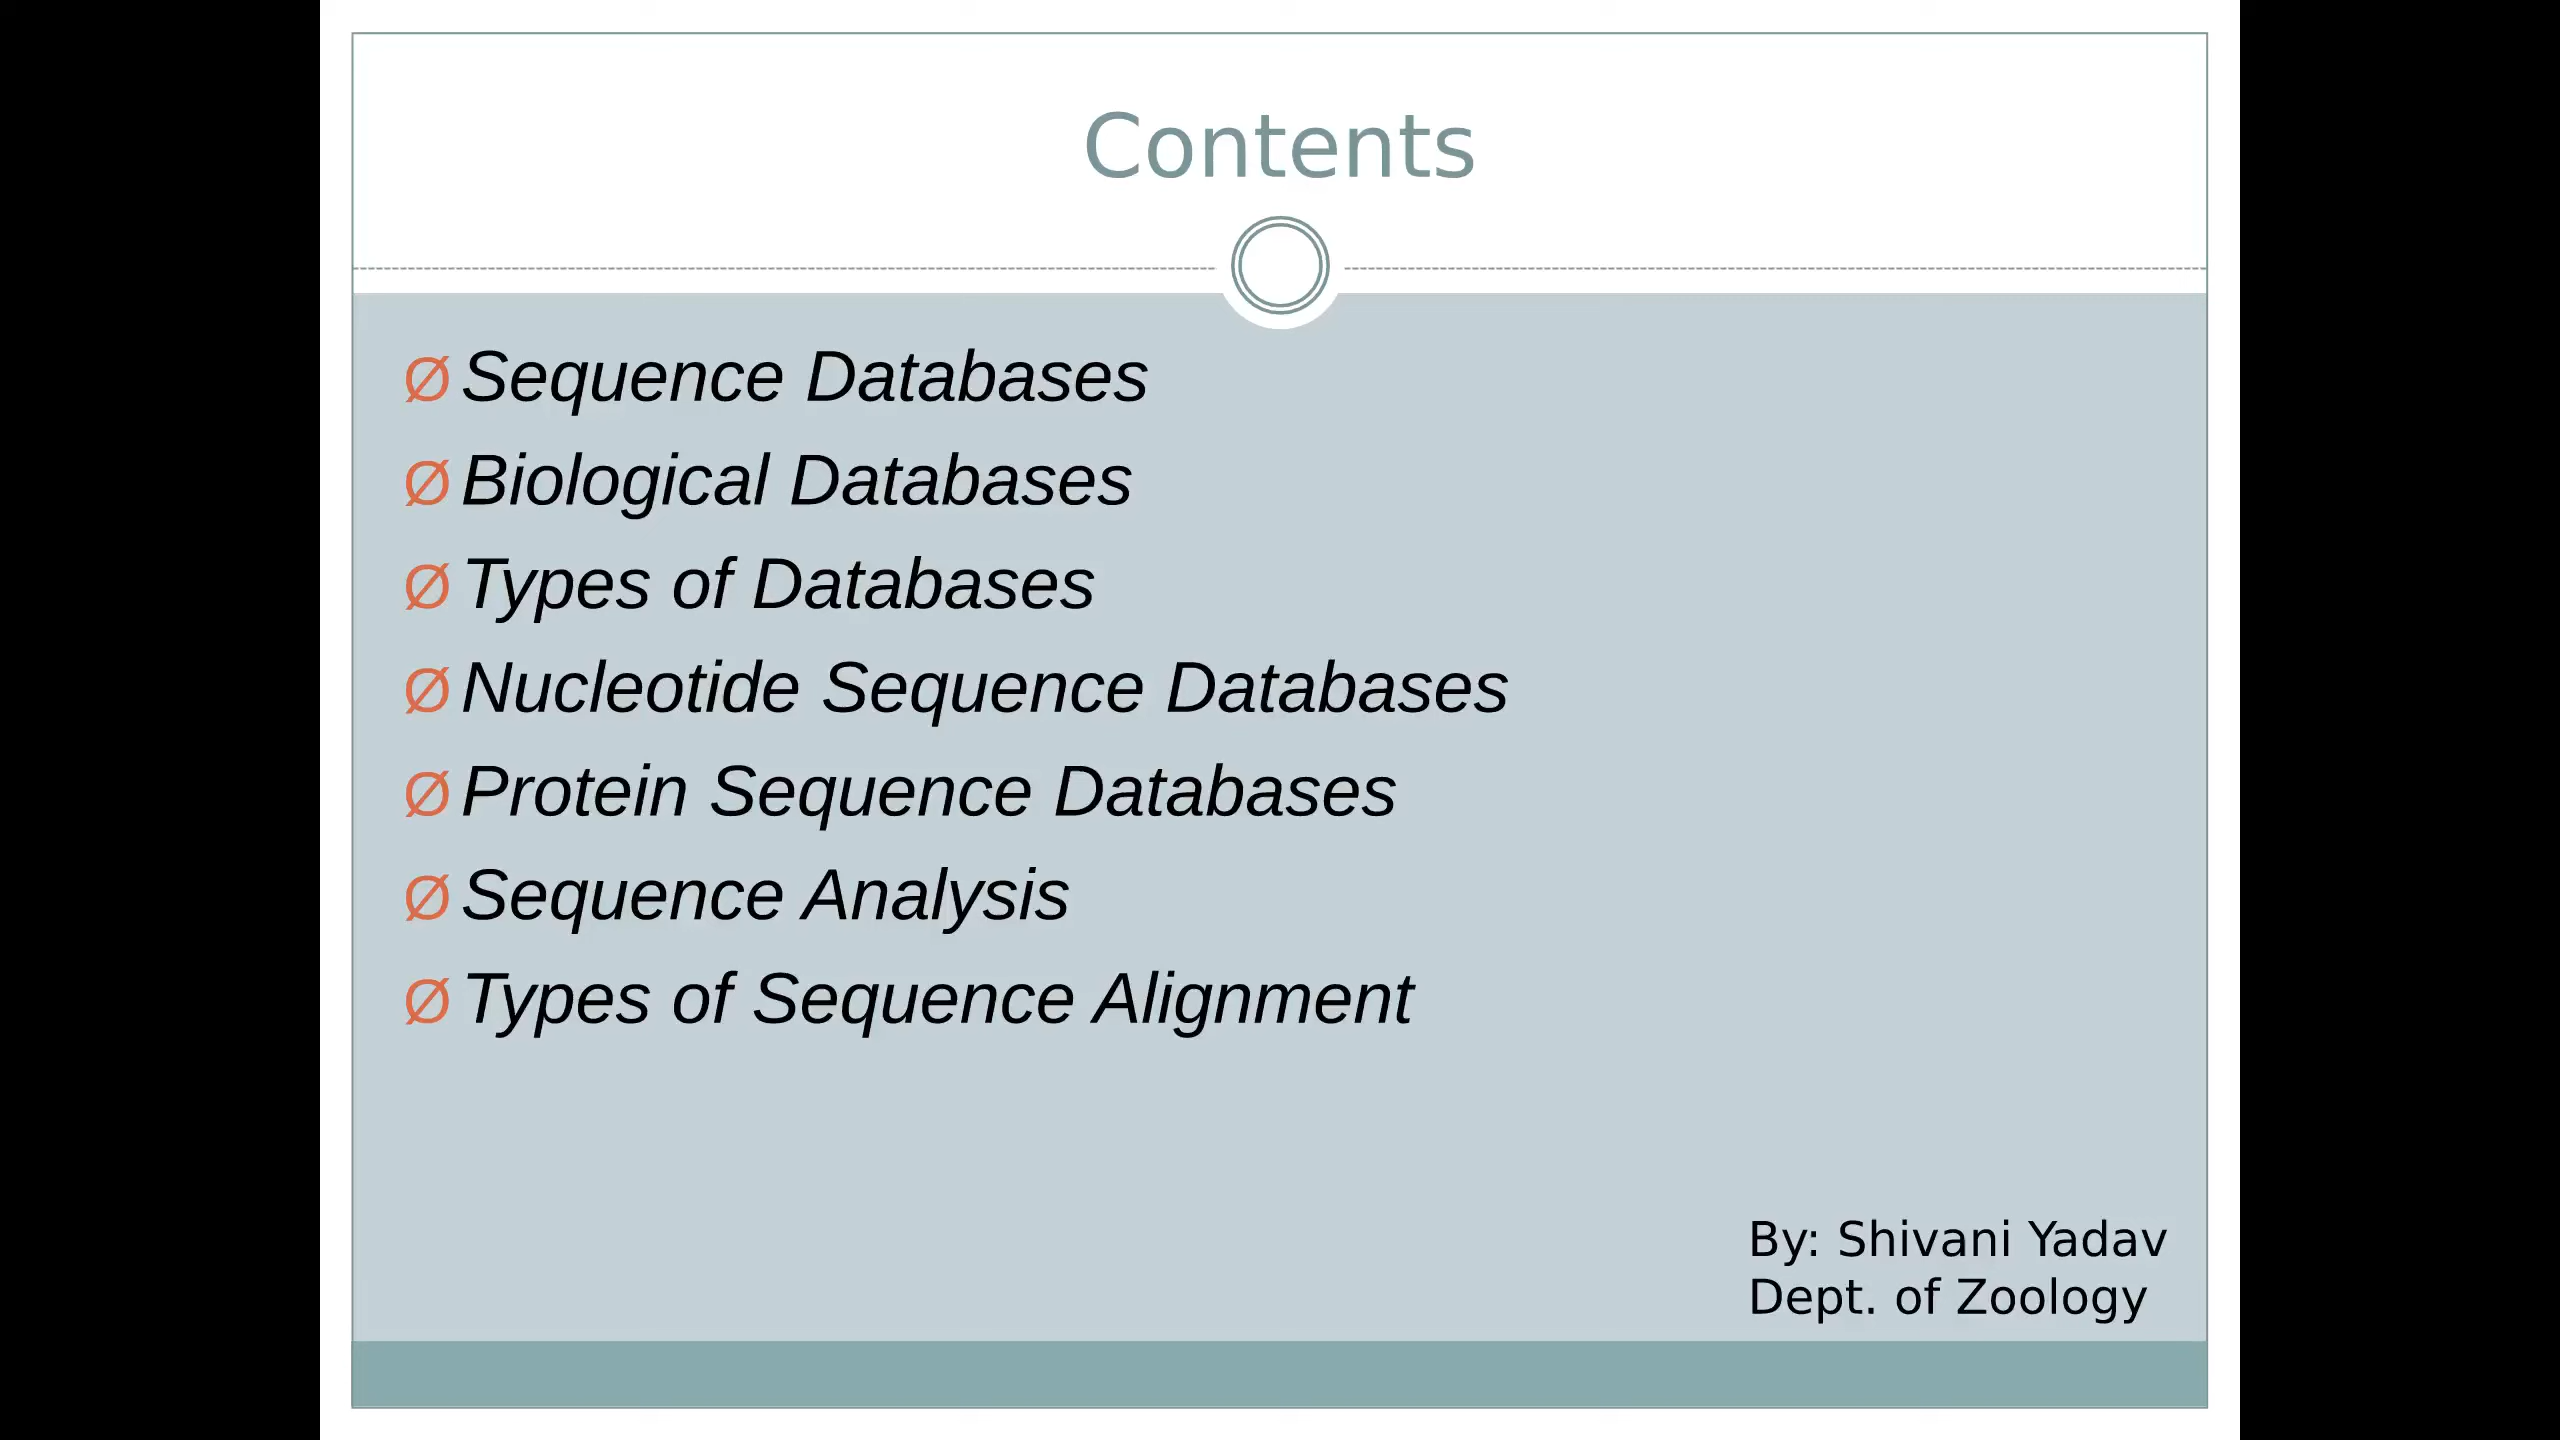 Contents
Ø Sequence Databases
Ø Biological Databases
Ø Types of Databases
Ø Nucleotide Sequence Databases
Ø Protein Sequence Databases
Ø Sequence Analysis
Ø Types of Sequence Alignment
By: Shivani Yadav
Dept. of Zoology